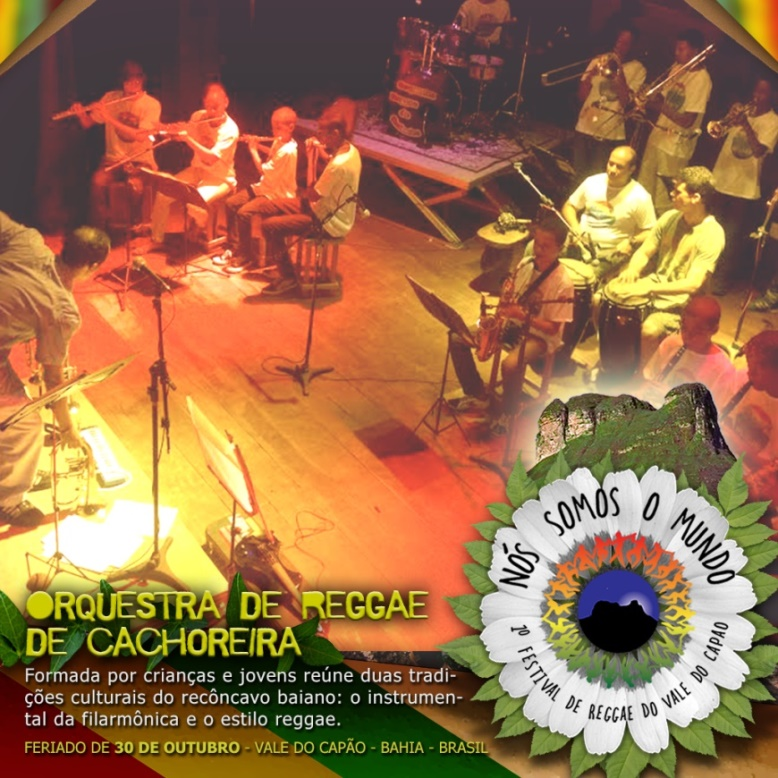 ORQUESTRA DE REGGAE
DE CACHOREIRA
Formada por crianças e jovens reúne duas tradi-
ções culturais do recôncavo baiano: o instrumen-
tal da filarmônica e o estilo reggae.
FERIADO DE 30 DE OUTUBRO - VALE DO CAPÃO - BAHIA - BRASIL
NÓS SOMOS O MUNDO
1º FESTIVAL DE REGGAE DO VALE DO CAPAO